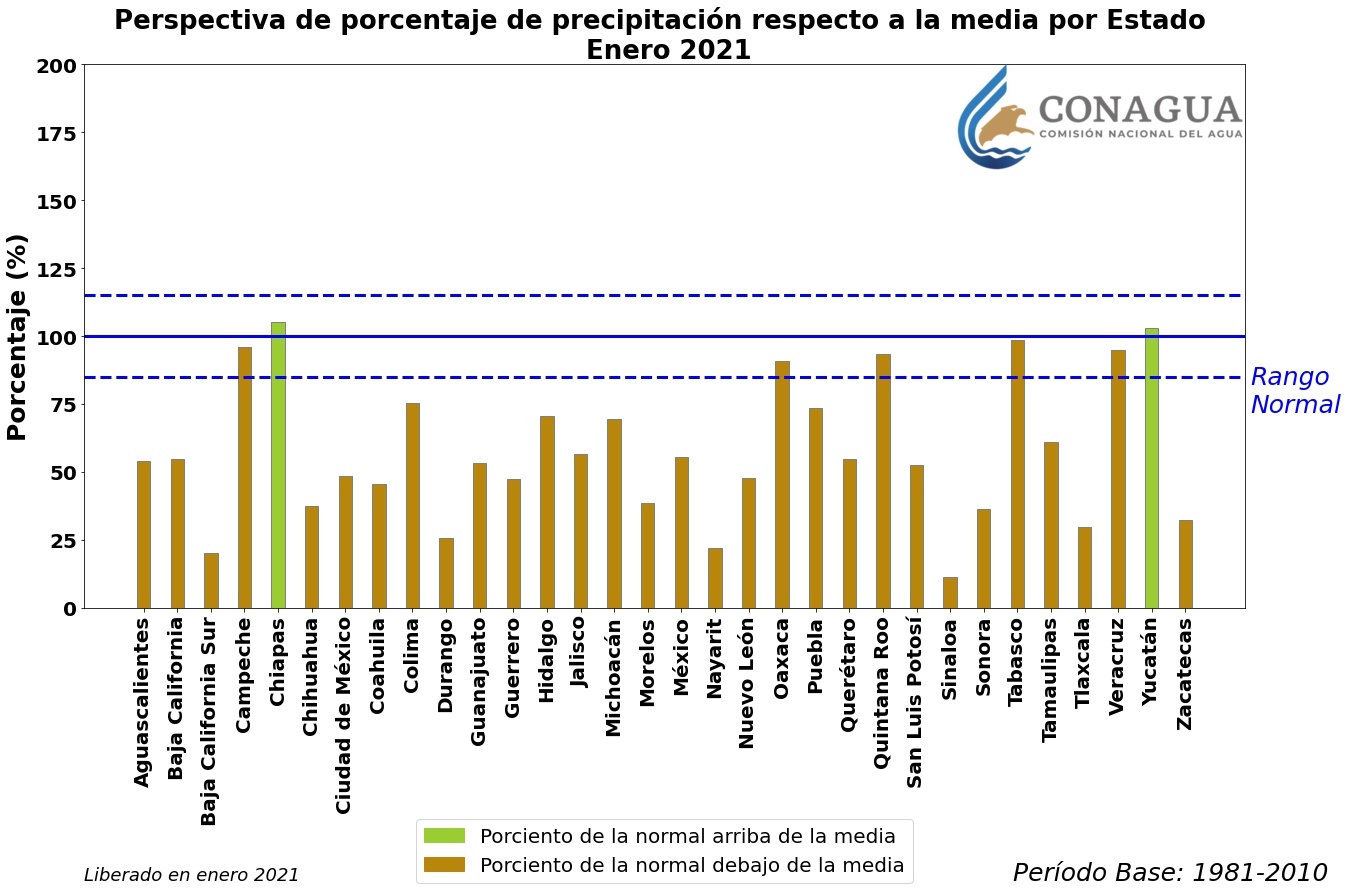 Perspectiva de porcentaje de precipitación respecto a la media por Estado
Enero 2021
CONAGUA
COMISIÓN NACIONAL DEL AGUA
Porcentaje (%)
200
175
150
125
100
75
50
25
0
Rango
Normal
Aguascalientes
Baja California
Baja California Sur
Campeche
Chiapas
Chihuahua
Ciudad de México
Coahuila
Colima
Durango
Guanajuato
Guerrero
Hidalgo
Jalisco
Michoacán
Morelos
México
Nayarit
Nuevo León
Oaxaca
Puebla
Querétaro
Quintana Roo
San Luis Potosí
Sinaloa
Sonora
Tabasco
Tamaulipas
Tlaxcala
Veracruz
Yucatán
Zacatecas
Porciento de la normal arriba de la media
Porciento de la normal debajo de la media
Liberado en enero 2021
Período Base: 1981-2010